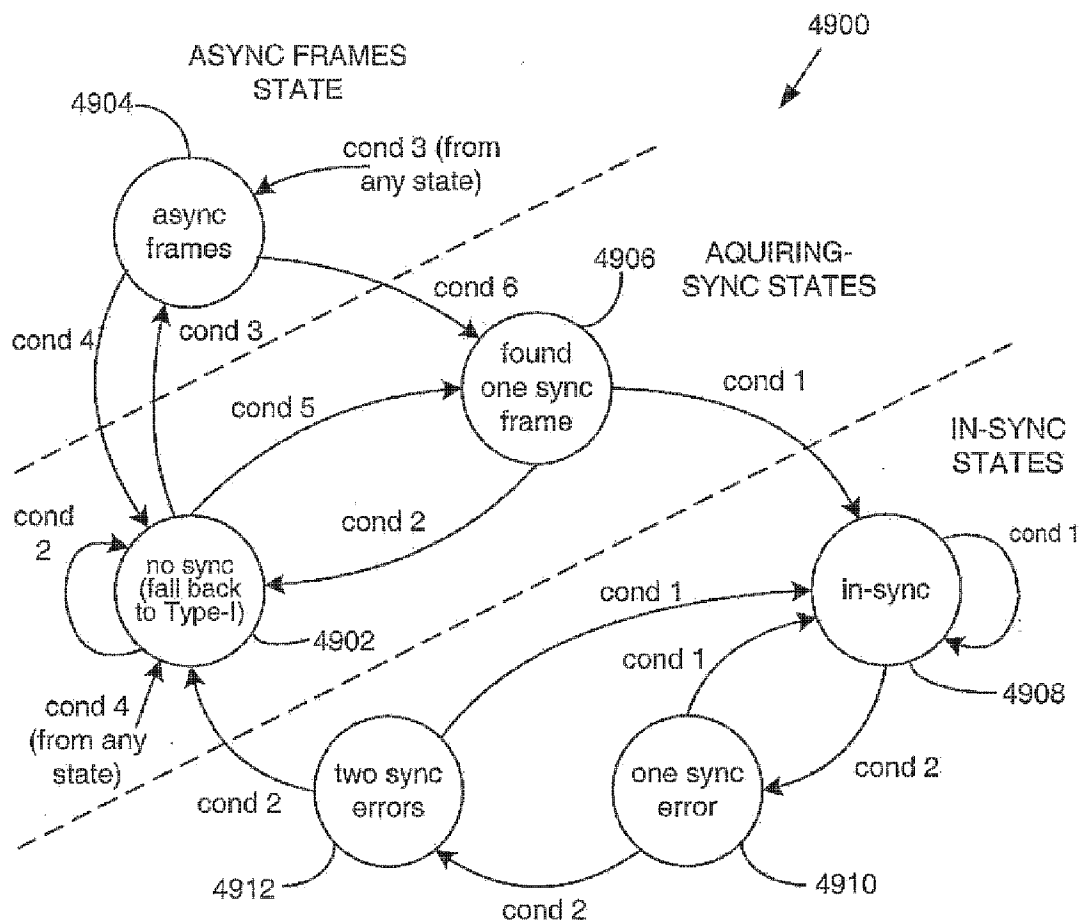 4900
ASYNC FRAMES
STATE
4904
cond 3 (from
any state)
async
frames
4906
AQUIRING-
SYNC STATES
cond 6
cond 4
cond 3
found
one sync
frame
cond 1
cond 5
IN-SYNC
STATES
cond
2
cond 2
cond 1
no sync
(fall back
to Type-I)
cond 1
in-sync
4902
cond 1
4908
cond 4
(from any
state)
cond 2
two sync
errors
one sync
error
cond 2
4912
cond 2
4910